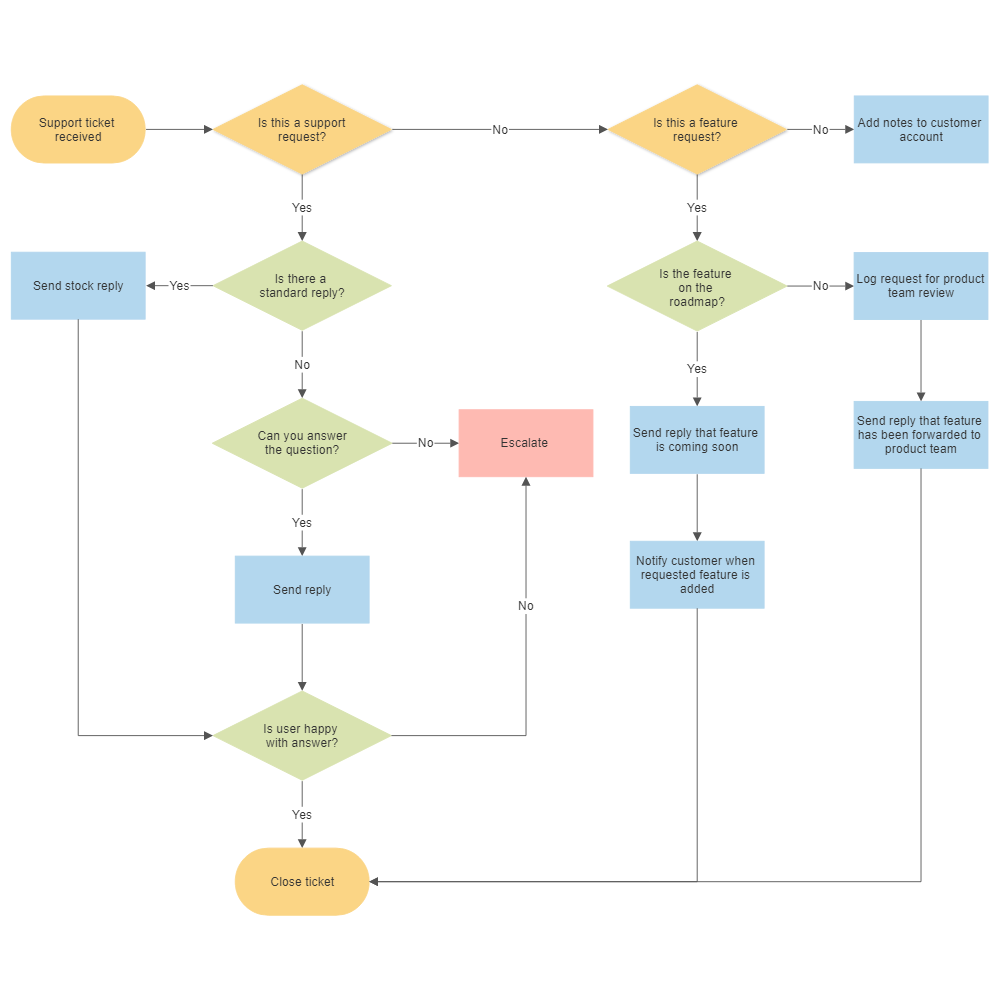 Support ticket
received
Is this a support
request?
No
Is this a feature
request?
No
Add notes to customer
account
Yes
Yes
Send stock reply
Yes
Is there a
standard reply?
Is the feature
on the
roadmap?
No
Log request for product
team review
No
Yes
Can you answer
the question?
No
Escalate
Send reply that feature
is coming soon
Send reply that feature
has been forwarded to
product team
Yes
Send reply
No
Notify customer when
requested feature is
added
Is user happy
with answer?
Yes
Close ticket